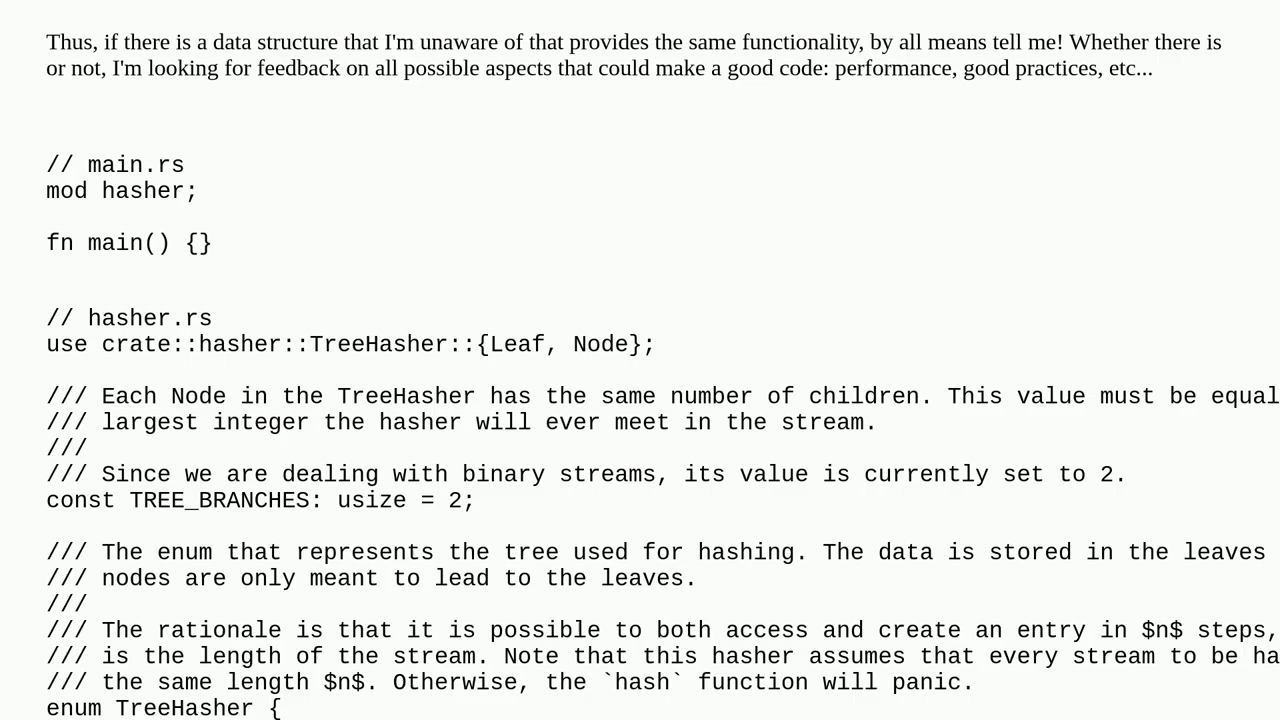 Thus, if there is a data structure that I'm unaware of that provides the same functionality, by all means tell me! Whether there is
or not, I'm looking for feedback on all possible aspects that could make a good code: performance, good practices, etc...
// main.rs
mod hasher;
fn main() {}
// hasher.rs
use crate::hasher::TreeHasher::{Leaf, Node};
/// Each Node in the TreeHasher has the same number of children. This value must be equal
/// largest integer the hasher will ever meet in the stream.
///
/// Since we are dealing with binary streams, its value is currently set to 2.
const TREE_BRANCHES: usize = 2;
/// The enum that represents the tree used for hashing. The data is stored in the leaves
/// nodes are only meant to lead to the leaves.
///
/// The rationale is that it is possible to both access and create an entry in $n$ steps,
/// is the length of the stream. Note that this hasher assumes that every stream to be ha
/// the same length $n$. Otherwise, the `hash` function will panic.
enum TreeHasher {